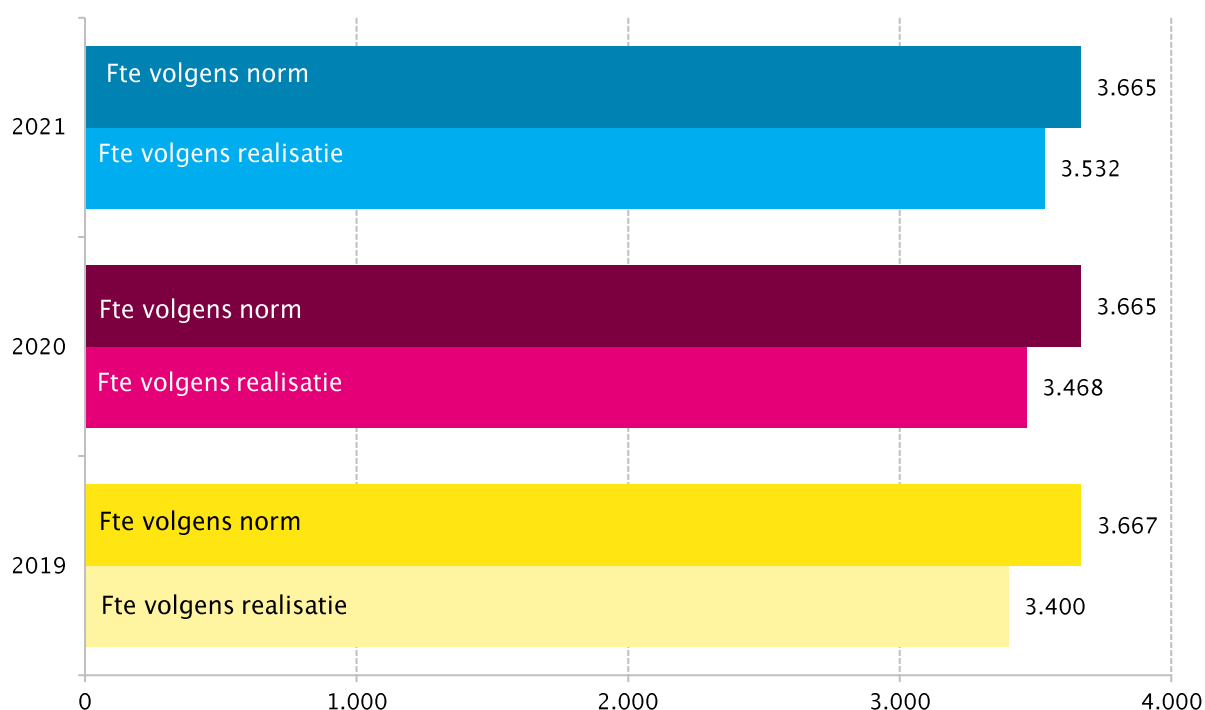 Fte volgens norm
3.665
2021
Fte volgens realisatie
3.532
Fte volgens norm
3.665
2020
Fte volgens realisatie
3.468
Fte volgens norm
3.667
2019
Fte volgens realisatie
3.400
0 1.000 2.000 3.000 4.000